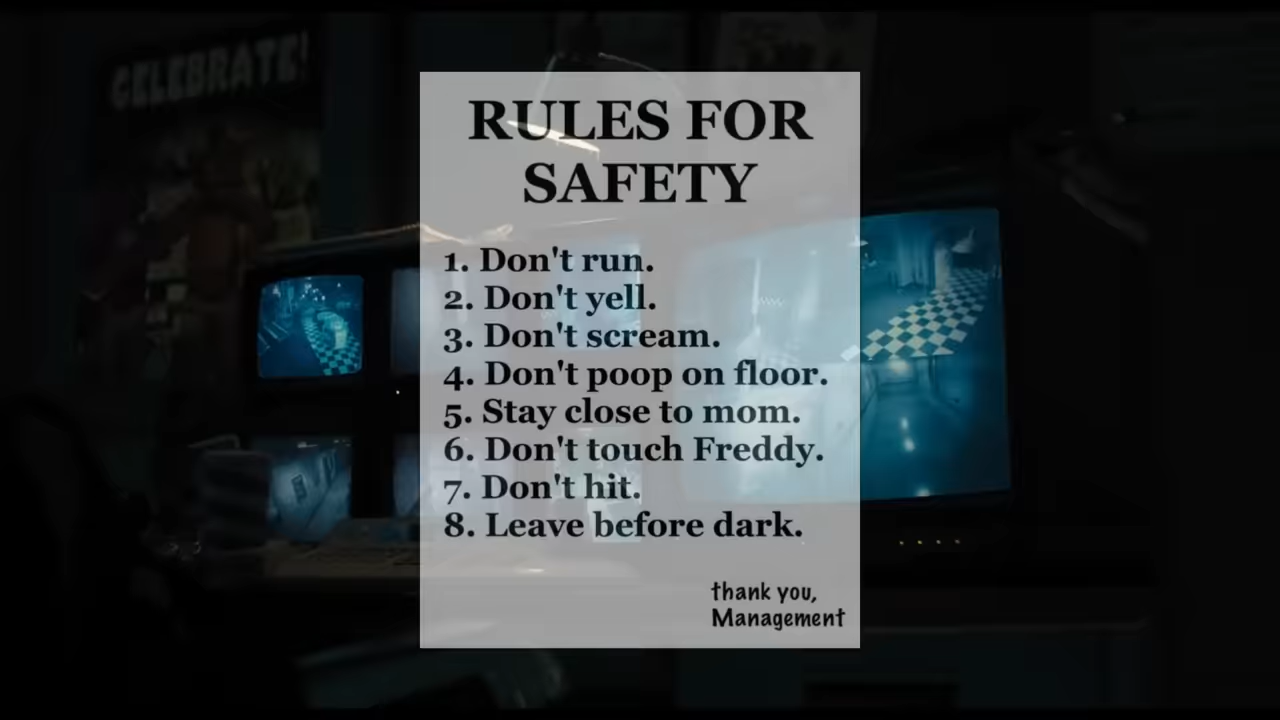 CELEBRATE!
RULES FOR
SAFETY
1. Don't run.
2. Don't yell.
3. Don't scream.
4. Don't poop on floor.
5. Stay close to mom.
6. Don't touch Freddy.
7. Don't hit.
8. Leave before dark.
thank you,
Management